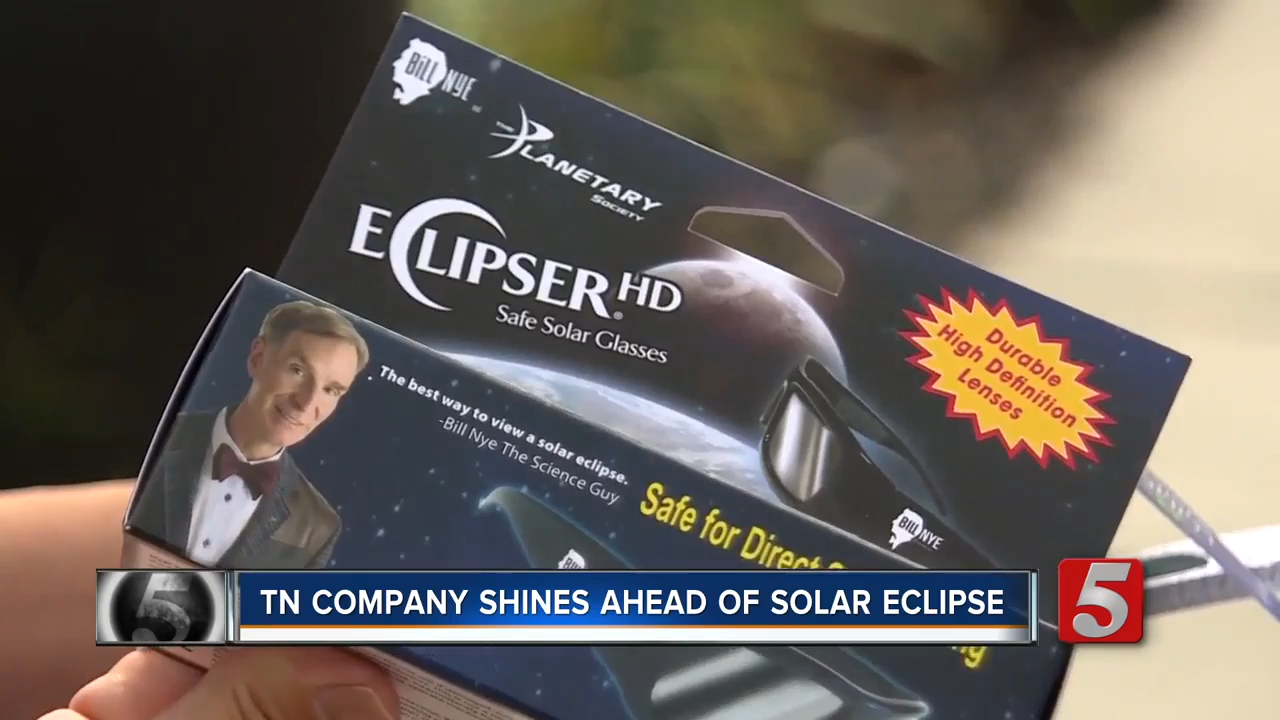 BiLL NYE
THE PLANETARY
SOCIETY
ECLIPSER® HD
Safe Solar Glasses
Durable
High Definition
Lenses
The best way to view a solar eclipse.
-Bill Nye The Science Guy
Safe for Direct
BiLL NYE
5
TN COMPANY SHINES AHEAD OF SOLAR ECLIPSE
5